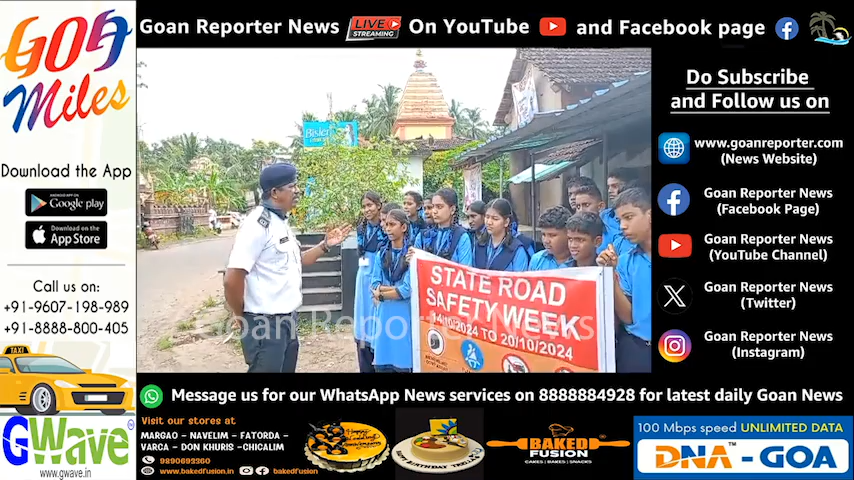 GOA
Miles
Download the App
ANDROID APP ON
Google play
Download on the
App Store
Call us on:
+91-9607-198-989
+91-8888-800-405
TAXI
GWave
www.gwave.in
Goan Reporter News LIVE STREAMING On YouTube and Facebook page
Bisleri
STATE ROAD
SAFETY WEEK
14/10/2024 TO 20/10/2024
Goan Reporter News
Do Subscribe
and Follow us on
www.goanreporter.com
(News Website)
Goan Reporter News
(Facebook Page)
Goan Reporter News
(YouTube Channel)
Goan Reporter News
(Twitter)
Goan Reporter News
(Instagram)
Message us for our WhatsApp News services on 8888884928 for latest daily Goan News
Visit our stores at
MARGAO - NAVELIM - FATORDA -
VARCA - DON KHURIS -CHICALIM
9890693360
www.bakedfusion.in bakedfusion
BAKED
FUSION
CAKES | BAKES | SNACKS
100 Mbps speed UNLIMITED DATA
DNA™ - GOA